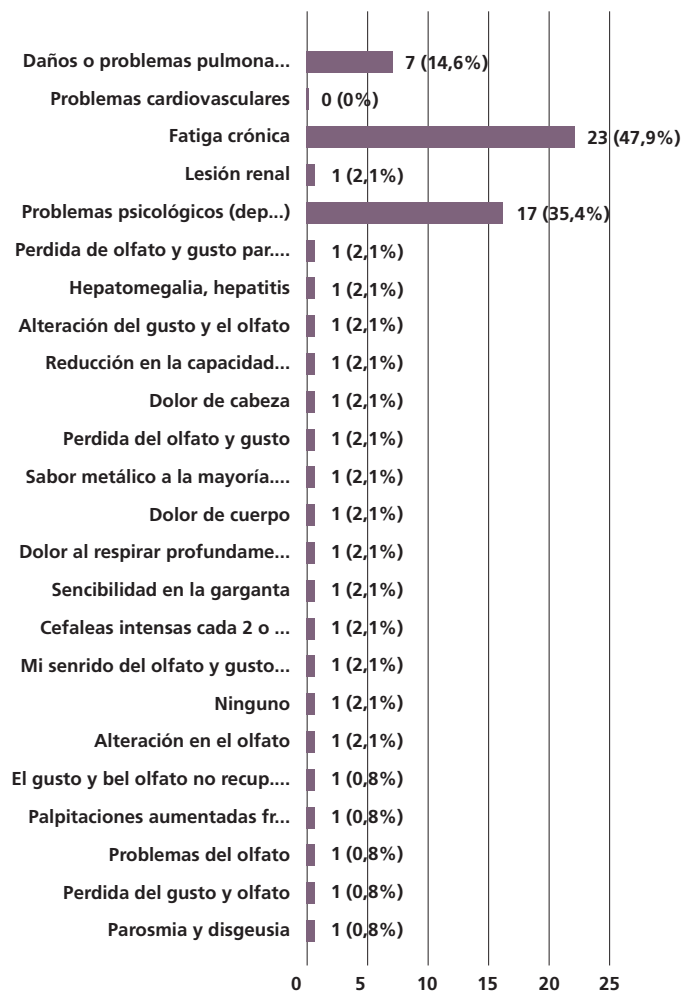 Daños o problemas pulmona... 7 (14,6%)
Problemas cardiovasculares 0 (0%)
Fatiga crónica 23 (47,9%)
Lesión renal 1 (2,1%)
Problemas psicológicos (dep...) 17 (35,4%)
Perdida de olfato y gusto par.... 1 (2,1%)
Hepatomegalia, hepatitis 1 (2,1%)
Alteración del gusto y el olfato 1 (2,1%)
Reducción en la capacidad... 1 (2,1%)
Dolor de cabeza 1 (2,1%)
Perdida del olfato y gusto 1 (2,1%)
Sabor metálico a la mayoría.... 1 (2,1%)
Dolor de cuerpo 1 (2,1%)
Dolor al respirar profundame... 1 (2,1%)
Sencibilidad en la garganta 1 (2,1%)
Cefaleas intensas cada 2 o ... 1 (2,1%)
Mi senrido del olfato y gusto... 1 (2,1%)
Ninguno 1 (2,1%)
Alteración en el olfato 1 (2,1%)
El gusto y bel olfato no recup.... 1 (0,8%)
Palpitaciones aumentadas fr... 1 (0,8%)
Problemas del olfato 1 (0,8%)
Perdida del gusto y olfato 1 (0,8%)
Parosmia y disgeusia 1 (0,8%)
0 5 10 15 20 25